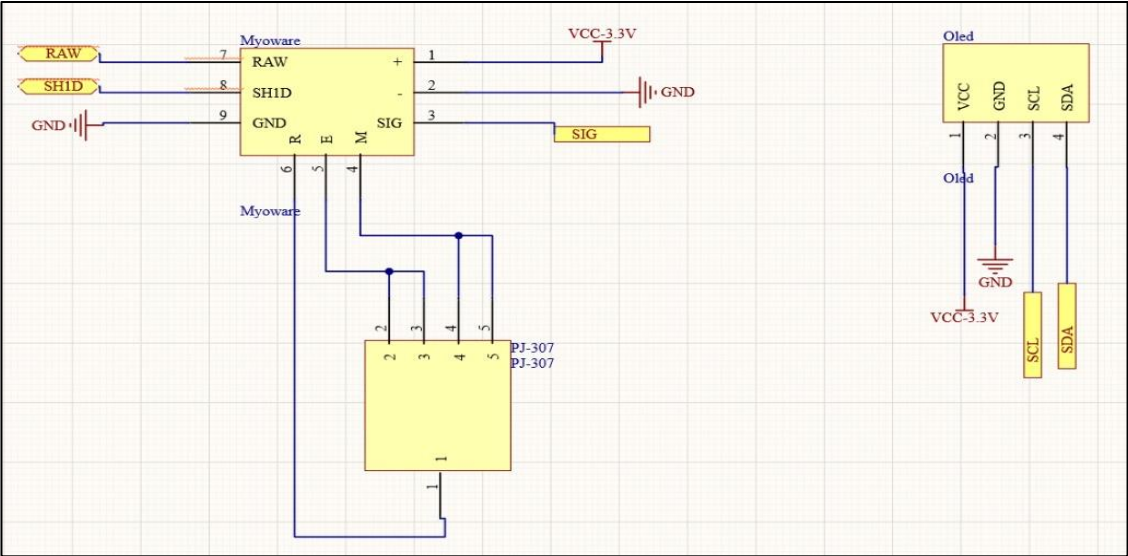 Myoware
RAW
7
RAW
SH1D
8
SH1D
GND
9
GND
+
1
VCC-3.3V
-
2
GND
SIG
3
SIG
R
E
M
6
5
4
Myoware
2
3
4
5
2
3
4
5
PJ-307
PJ-307
1
1
Oled
VCC
GND
SCL
SDA
1
2
3
4
Oled
GND
VCC-3.3V
SCL
SDA